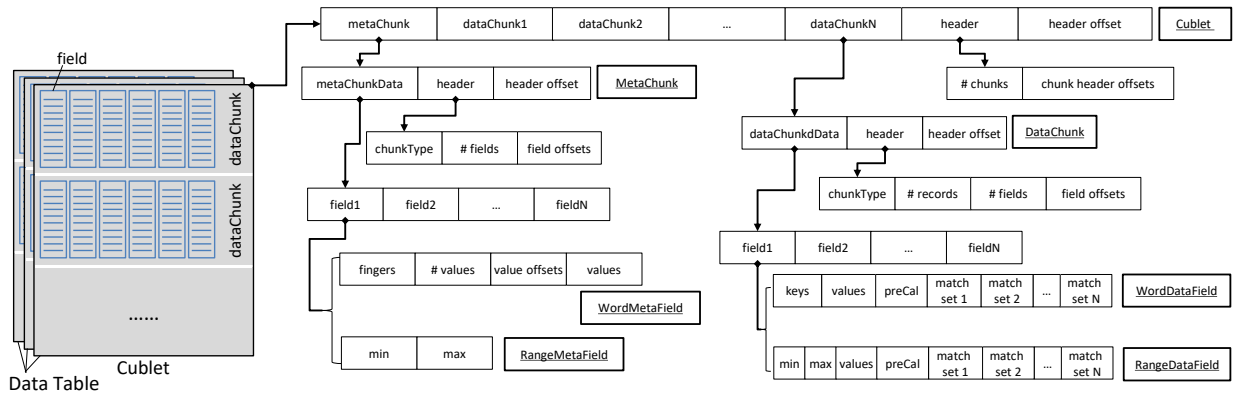 metaChunk dataChunk1 dataChunk2 ... dataChunkN header header offset Cublet
field
metaChunkData header header offset MetaChunk
# chunks chunk header offsets
dataChunk
chunkType # fields field offsets
dataChunkdData header header offset DataChunk
dataChunk
field1 field2 ... fieldN
chunkType # records # fields field offsets
field1 field2 ... fieldN
fingers # values value offsets values
WordMetaField
keys values preCal match set 1 match set 2 ... match set N WordDataField
......
min max RangeMetaField
min max values preCal match set 1 match set 2 ... match set N RangeDataField
Cublet
Data Table